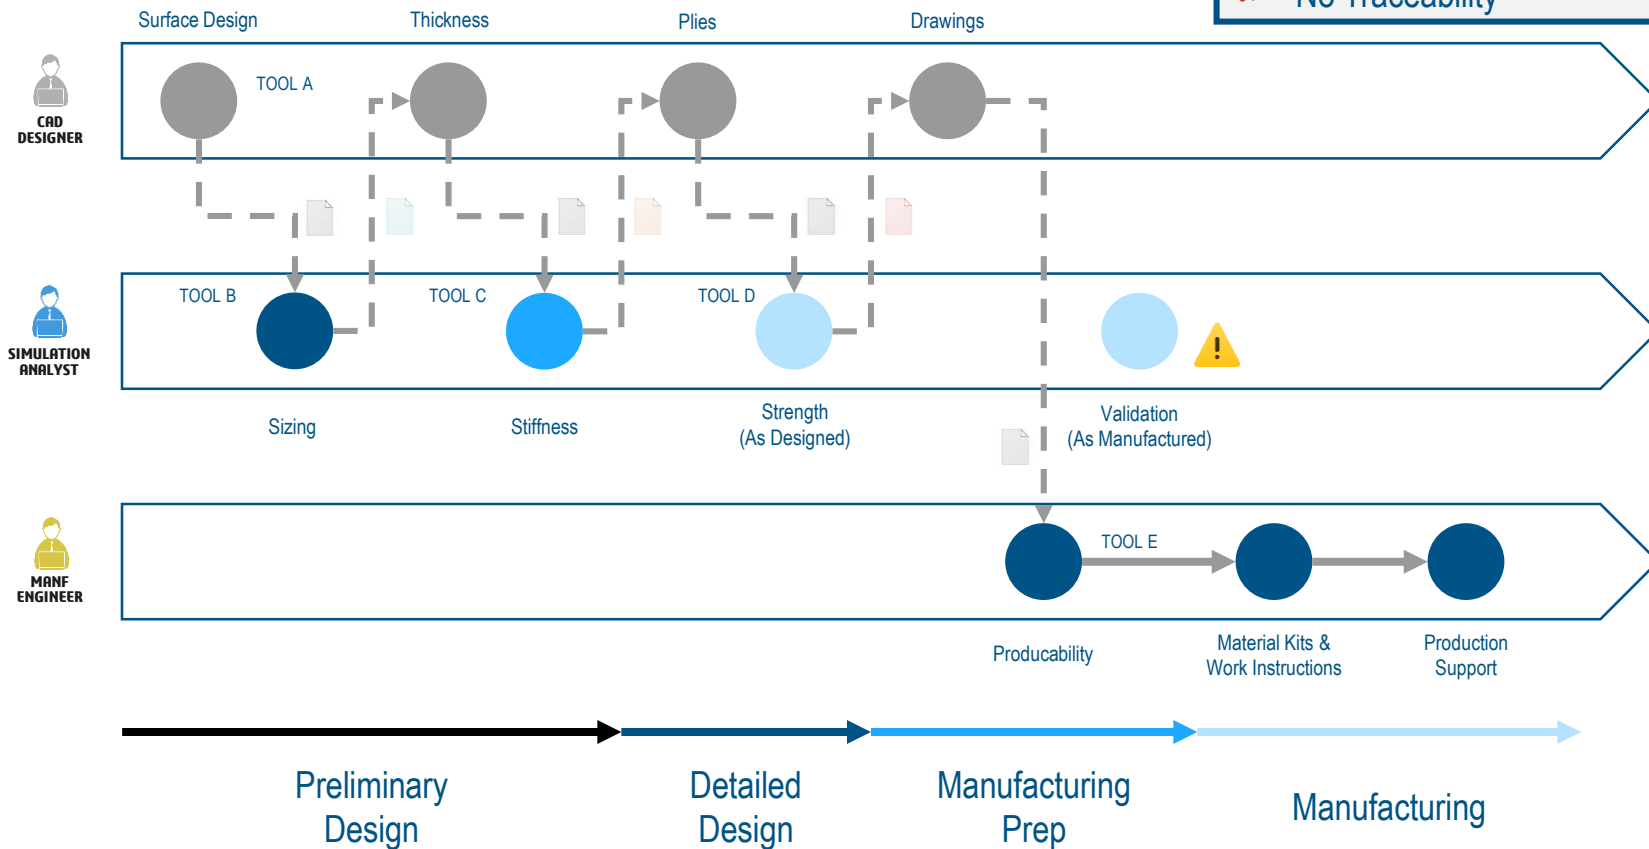 No Traceability
Surface Design
Thickness
Plies
Drawings
TOOL A
CAD
DESIGNER
TOOL B
TOOL C
TOOL D
SIMULATION
ANALYST
Sizing
Stiffness
Strength
(As Designed)
Validation
(As Manufactured)
TOOL E
MANF
ENGINEER
Producability
Material Kits &
Work Instructions
Production
Support
Preliminary
Design
Detailed
Design
Manufacturing
Prep
Manufacturing